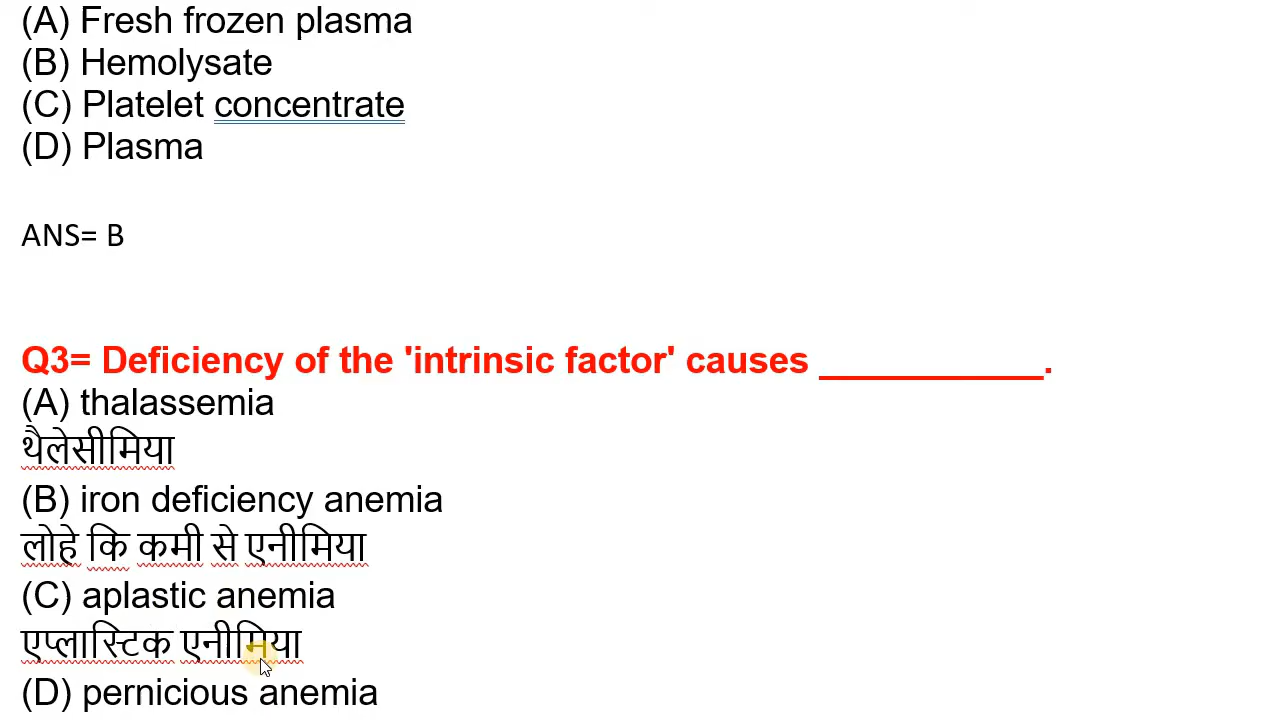 (A) Fresh frozen plasma
(B) Hemolysate
(C) Platelet concentrate
(D) Plasma
ANS= B
Q3= Deficiency of the 'intrinsic factor' causes ___________.
(A) thalassemia
थैलेसीमिया
(B) iron deficiency anemia
लोहे कि कमी से एनीमिया
(C) aplastic anemia
एप्लास्टिक एनीमिया
(D) pernicious anemia